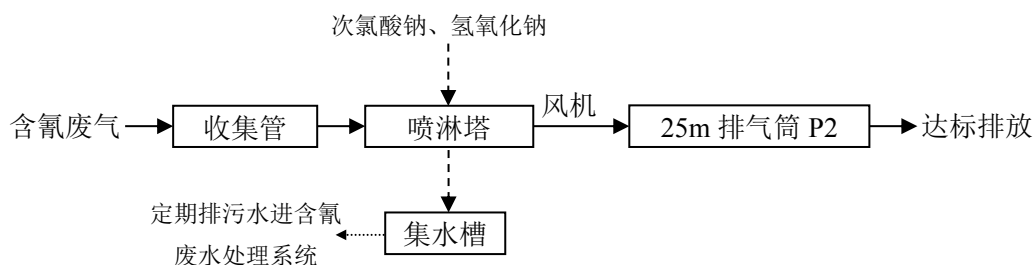 次氯酸钠、氢氧化钠
含氰废气
收集管
喷淋塔
风机
25m 排气筒 P2
达标排放
定期排污水进含氰
废水处理系统
集水槽